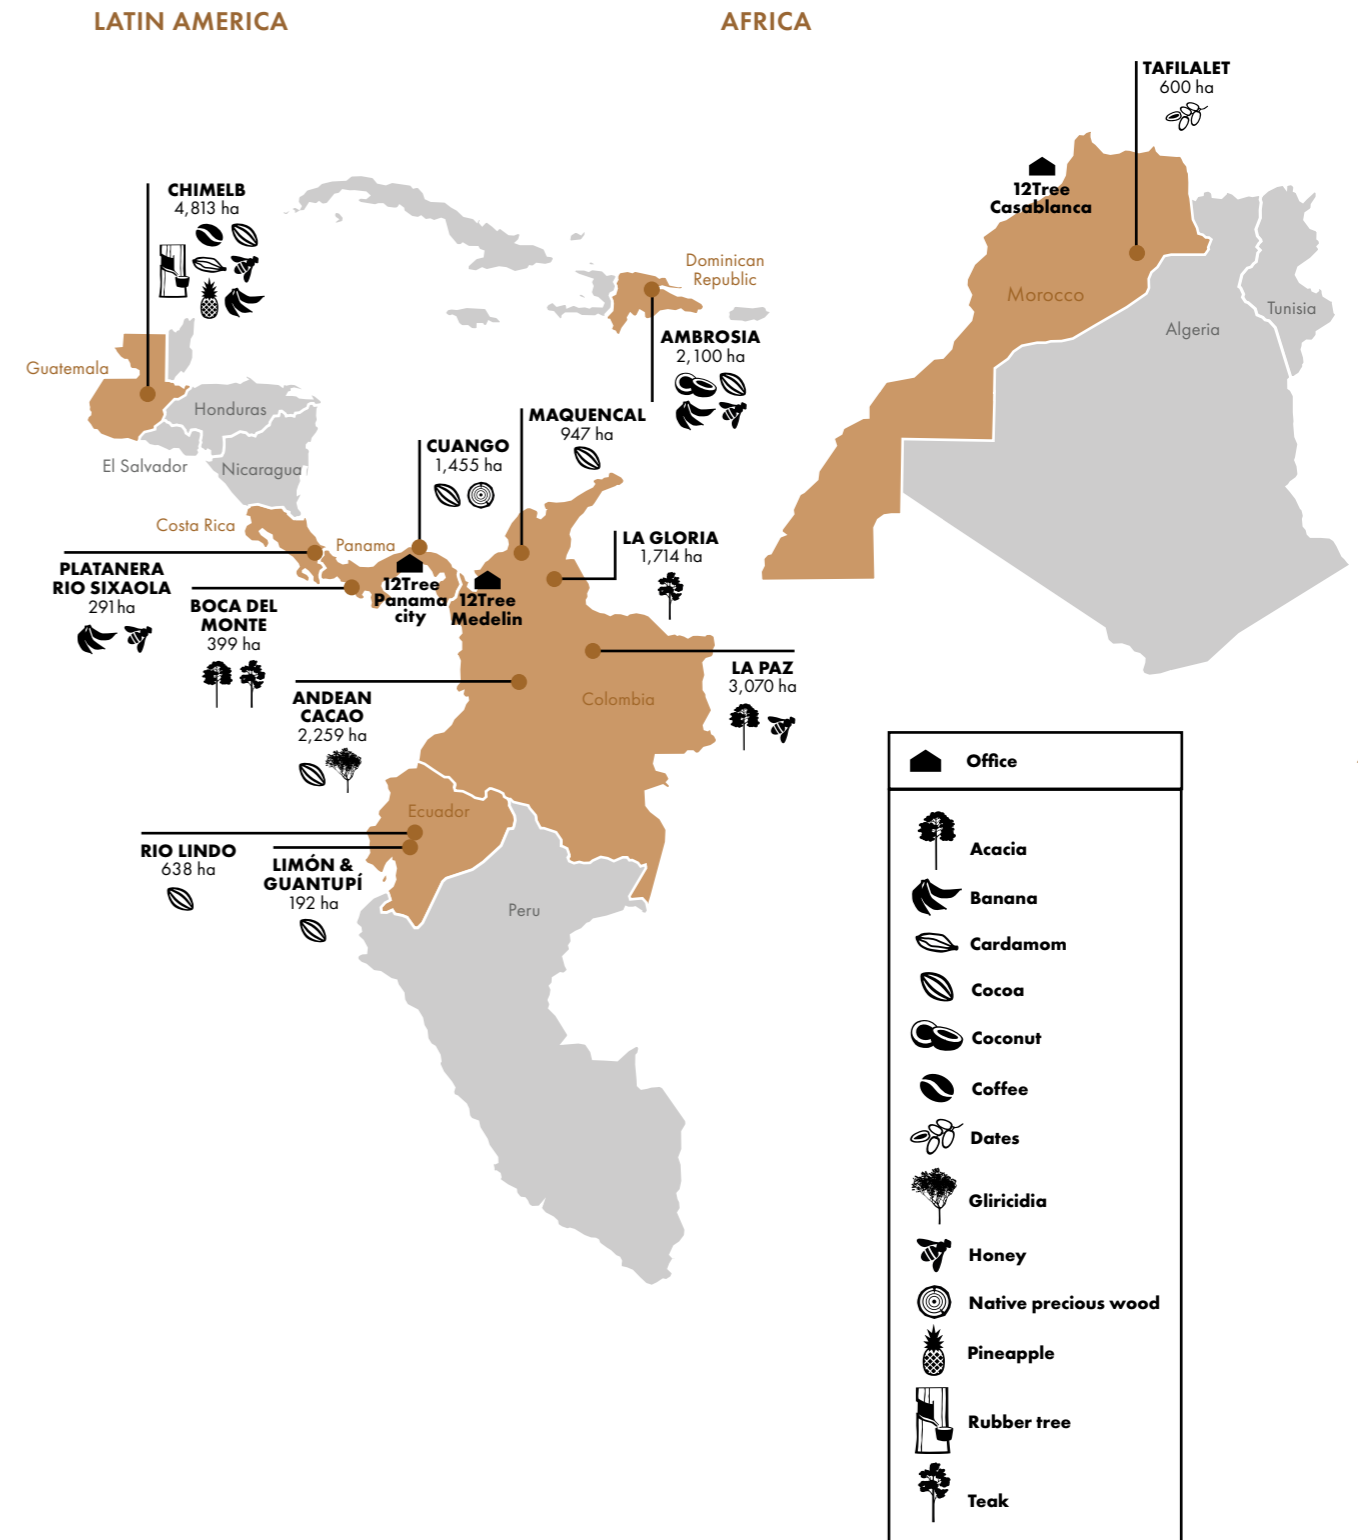 LATIN AMERICA
AFRICA
TAFILALET
600 ha
12Tree
Casablanca
Morocco
Algeria
Tunisia
CHIMELB
4,813 ha
Dominican
Republic
AMBROSIA
2,100 ha
Guatemala
Honduras
El Salvador
Nicaragua
MAQUENCAL
947 ha
CUANGO
1,455 ha
Costa Rica
Panama
LA GLORIA
1,714 ha
PLATANERA
RIO SIXAOLA
291 ha
BOCA DEL
MONTE
399 ha
12Tree
Panama
city
12Tree
Medelin
LA PAZ
3,070 ha
ANDEAN
CACAO
2,259 ha
Colombia
Ecuador
RIO LINDO
638 ha
LIMÓN &
GUANTUPÍ
192 ha
Peru
Office
Acacia
Banana
Cardamom
Cocoa
Coconut
Coffee
Dates
Gliricidia
Honey
Native precious wood
Pineapple
Rubber tree
Teak